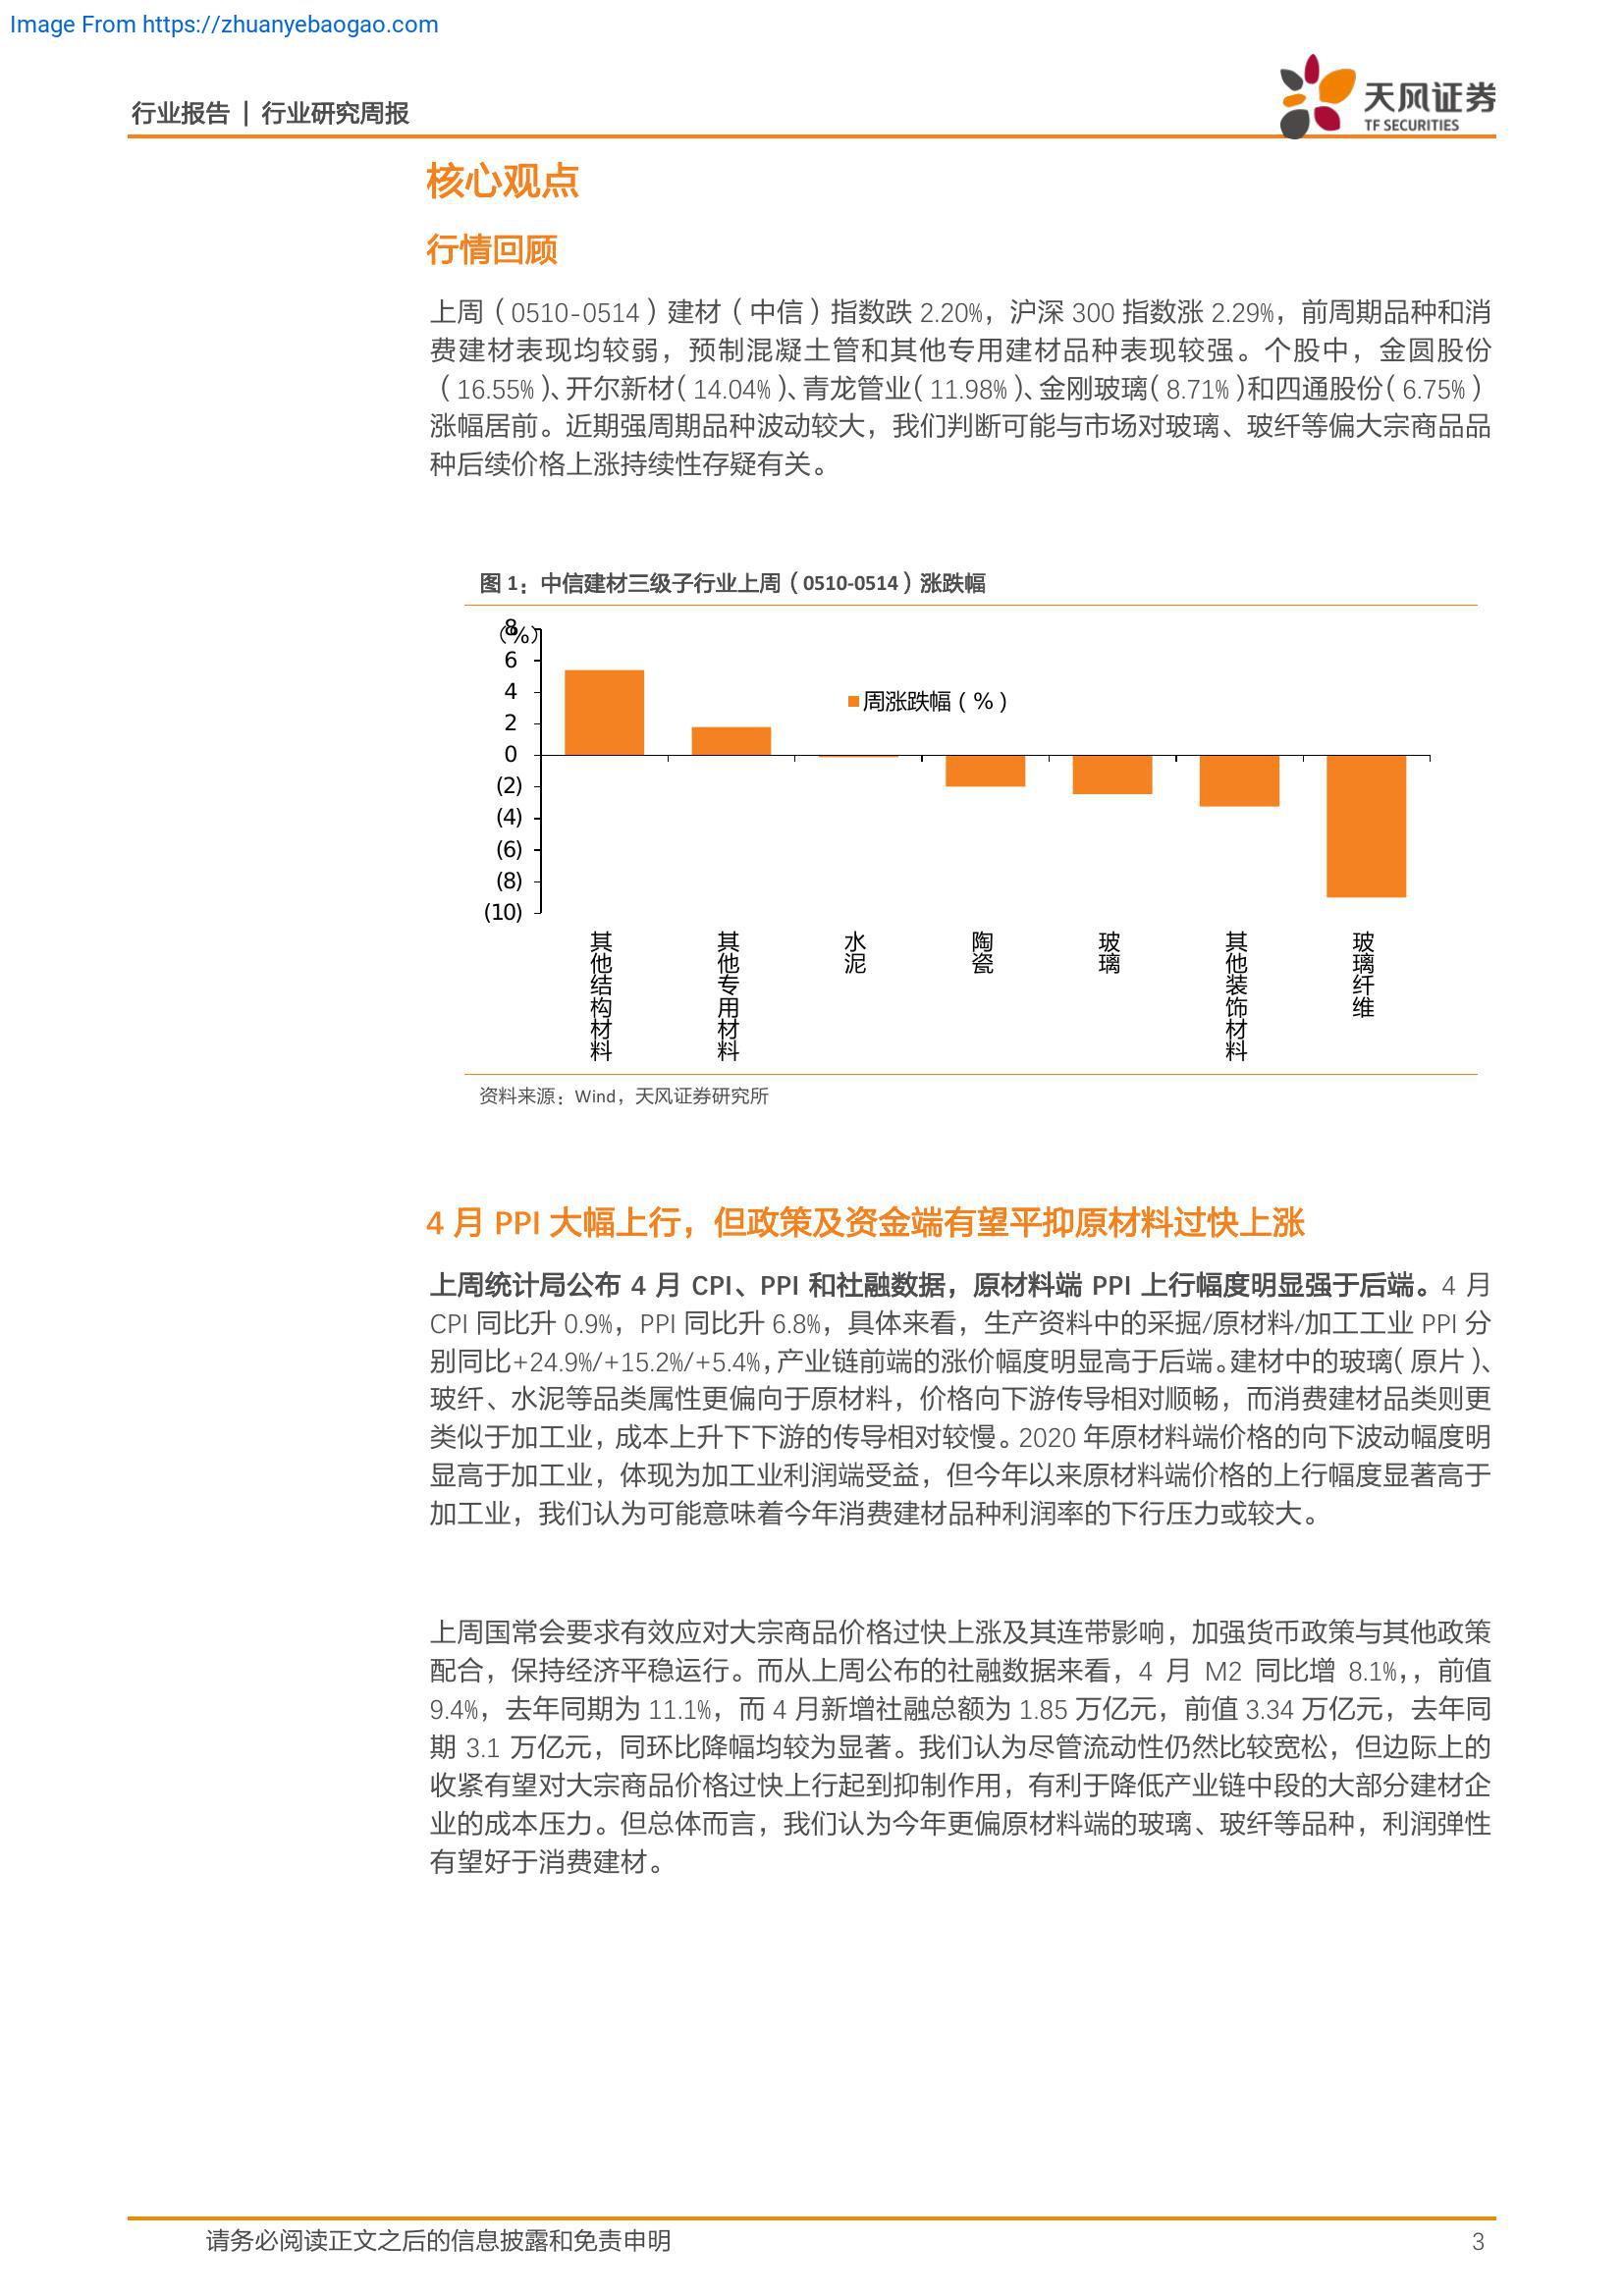 Image From https://zhuanyebaogao.com
行业报告 | 行业研究周报
天风证券
TF SECURITIES
核心观点
行情回顾
上周（0510-0514）建材（中信）指数跌 2.20%，沪深 300 指数涨 2.29%，前周期品种和消
费建材表现均较弱，预制混凝土管和其他专用建材品种表现较强。个股中，金圆股份
（16.55%）、开尔新材（14.04%）、青龙管业（11.98%）、金刚玻璃（8.71%）和四通股份（6.75%）
涨幅居前。近期强周期品种波动较大，我们判断可能与市场对玻璃、玻纤等偏大宗商品品
种后续价格上涨持续性存疑有关。
图 1：中信建材三级子行业上周（0510-0514）涨跌幅
（%）
8
6
4
2
0
(2)
(4)
(6)
(8)
(10)
周涨跌幅（%）
其他结构材料
其他专用材料
水泥
陶瓷
玻璃
其他装饰材料
玻璃纤维
资料来源：Wind，天风证券研究所
4 月 PPI 大幅上行，但政策及资金端有望平抑原材料过快上涨
上周统计局公布 4 月 CPI、PPI 和社融数据，原材料端 PPI 上行幅度明显强于后端。4 月
CPI 同比升 0.9%，PPI 同比升 6.8%，具体来看，生产资料中的采掘/原材料/加工工业 PPI 分
别同比+24.9%/+15.2%/+5.4%，产业链前端的涨价幅度明显高于后端。建材中的玻璃（原片）、
玻纤、水泥等品类属性更偏向于原材料，价格向下游传导相对顺畅，而消费建材品类则更
类似于加工业，成本上升下下游的传导相对较慢。2020 年原材料端价格的向下波动幅度明
显高于加工业，体现为加工业利润端受益，但今年以来原材料端价格的上行幅度显著高于
加工业，我们认为可能意味着今年消费建材品种利润率的下行压力或较大。
上周国常会要求有效应对大宗商品价格过快上涨及其连带影响，加强货币政策与其他政策
配合，保持经济平稳运行。而从上周公布的社融数据来看，4 月 M2 同比增 8.1%，，前值
9.4%，去年同期为 11.1%，而 4 月新增社融总额为 1.85 万亿元，前值 3.34 万亿元，去年同
期 3.1 万亿元，同环比降幅均较为显著。我们认为尽管流动性仍然比较宽松，但边际上的
收紧有望对大宗商品价格过快上行起到抑制作用，有利于降低产业链中段的大部分建材企
业的成本压力。但总体而言，我们认为今年更偏原材料端的玻璃、玻纤等品种，利润弹性
有望好于消费建材。
请务必阅读正文之后的信息披露和免责申明
3